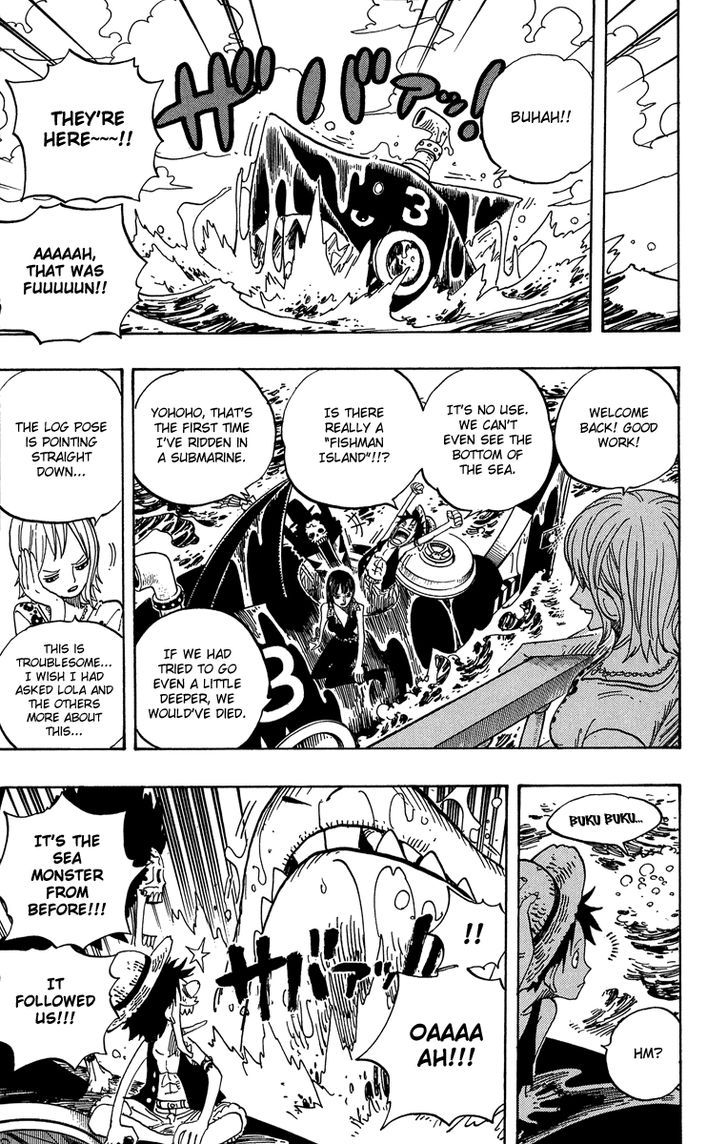 BUHAH!!
ザバァッ!
3
THEY'RE
HERE~~~!!
AAAAAH,
THAT WAS
FUUUUUN!!
WELCOME
BACK! GOOD
WORK!
IT'S NO USE.
WE CAN'T
EVEN SEE THE
BOTTOM OF
THE SEA.
IS THERE
REALLY A
"FISHMAN
ISLAND"!!?
YOHOHO, THAT'S
THE FIRST TIME
I'VE RIDDEN IN
A SUBMARINE.
IF WE HAD
TRIED TO GO
EVEN A LITTLE
DEEPER, WE
WOULD'VE DIED.
3
THE LOG POSE
IS POINTING
STRAIGHT
DOWN...
THIS IS
TROUBLESOME...
I WISH I HAD
ASKED LOLA AND
THE OTHERS
MORE ABOUT
THIS...
BUKU BUKU...
HM?
!!
ザバァッ!
OAAAA
AH!!!
IT'S THE
SEA
MONSTER
FROM
BEFORE!!!
IT
FOLLOWED
US!!!